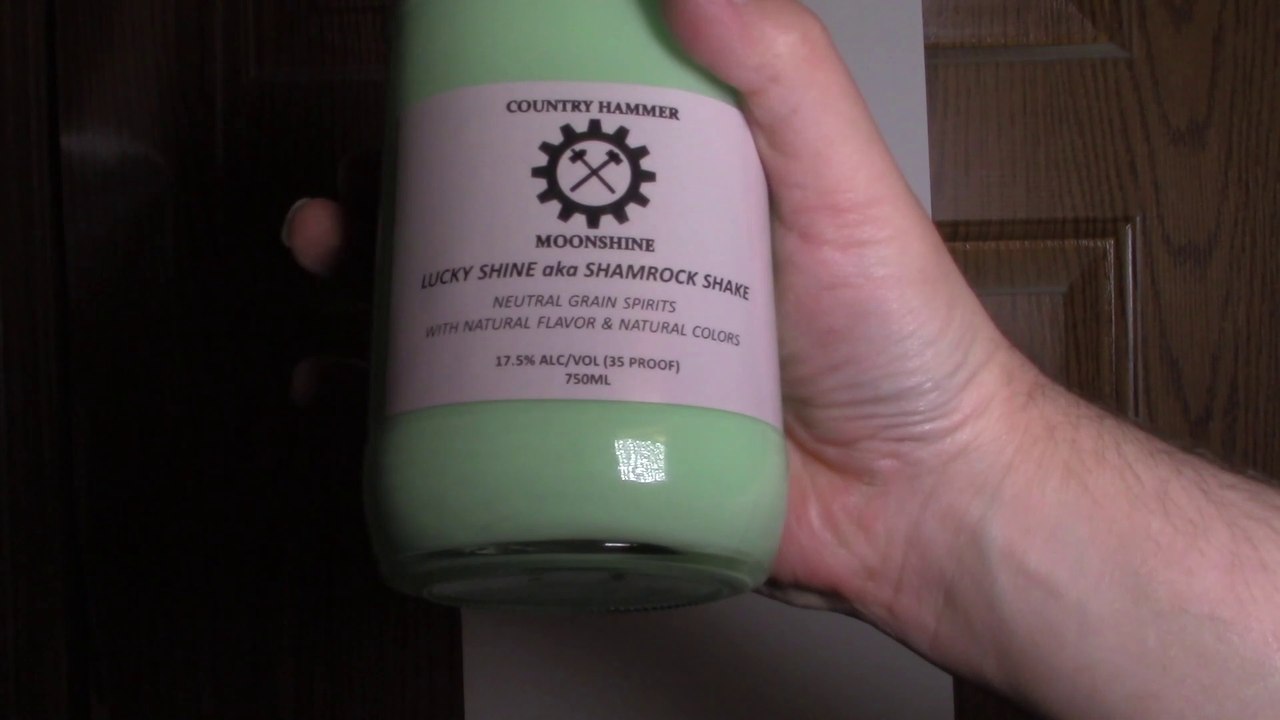 COUNTRY HAMMER
MOONSHINE
LUCKY SHINE aka SHAMROCK SHAKE
NEUTRAL GRAIN SPIRITS
WITH NATURAL FLAVOR & NATURAL COLORS
17.5% ALC/VOL (35 PROOF)
750ML